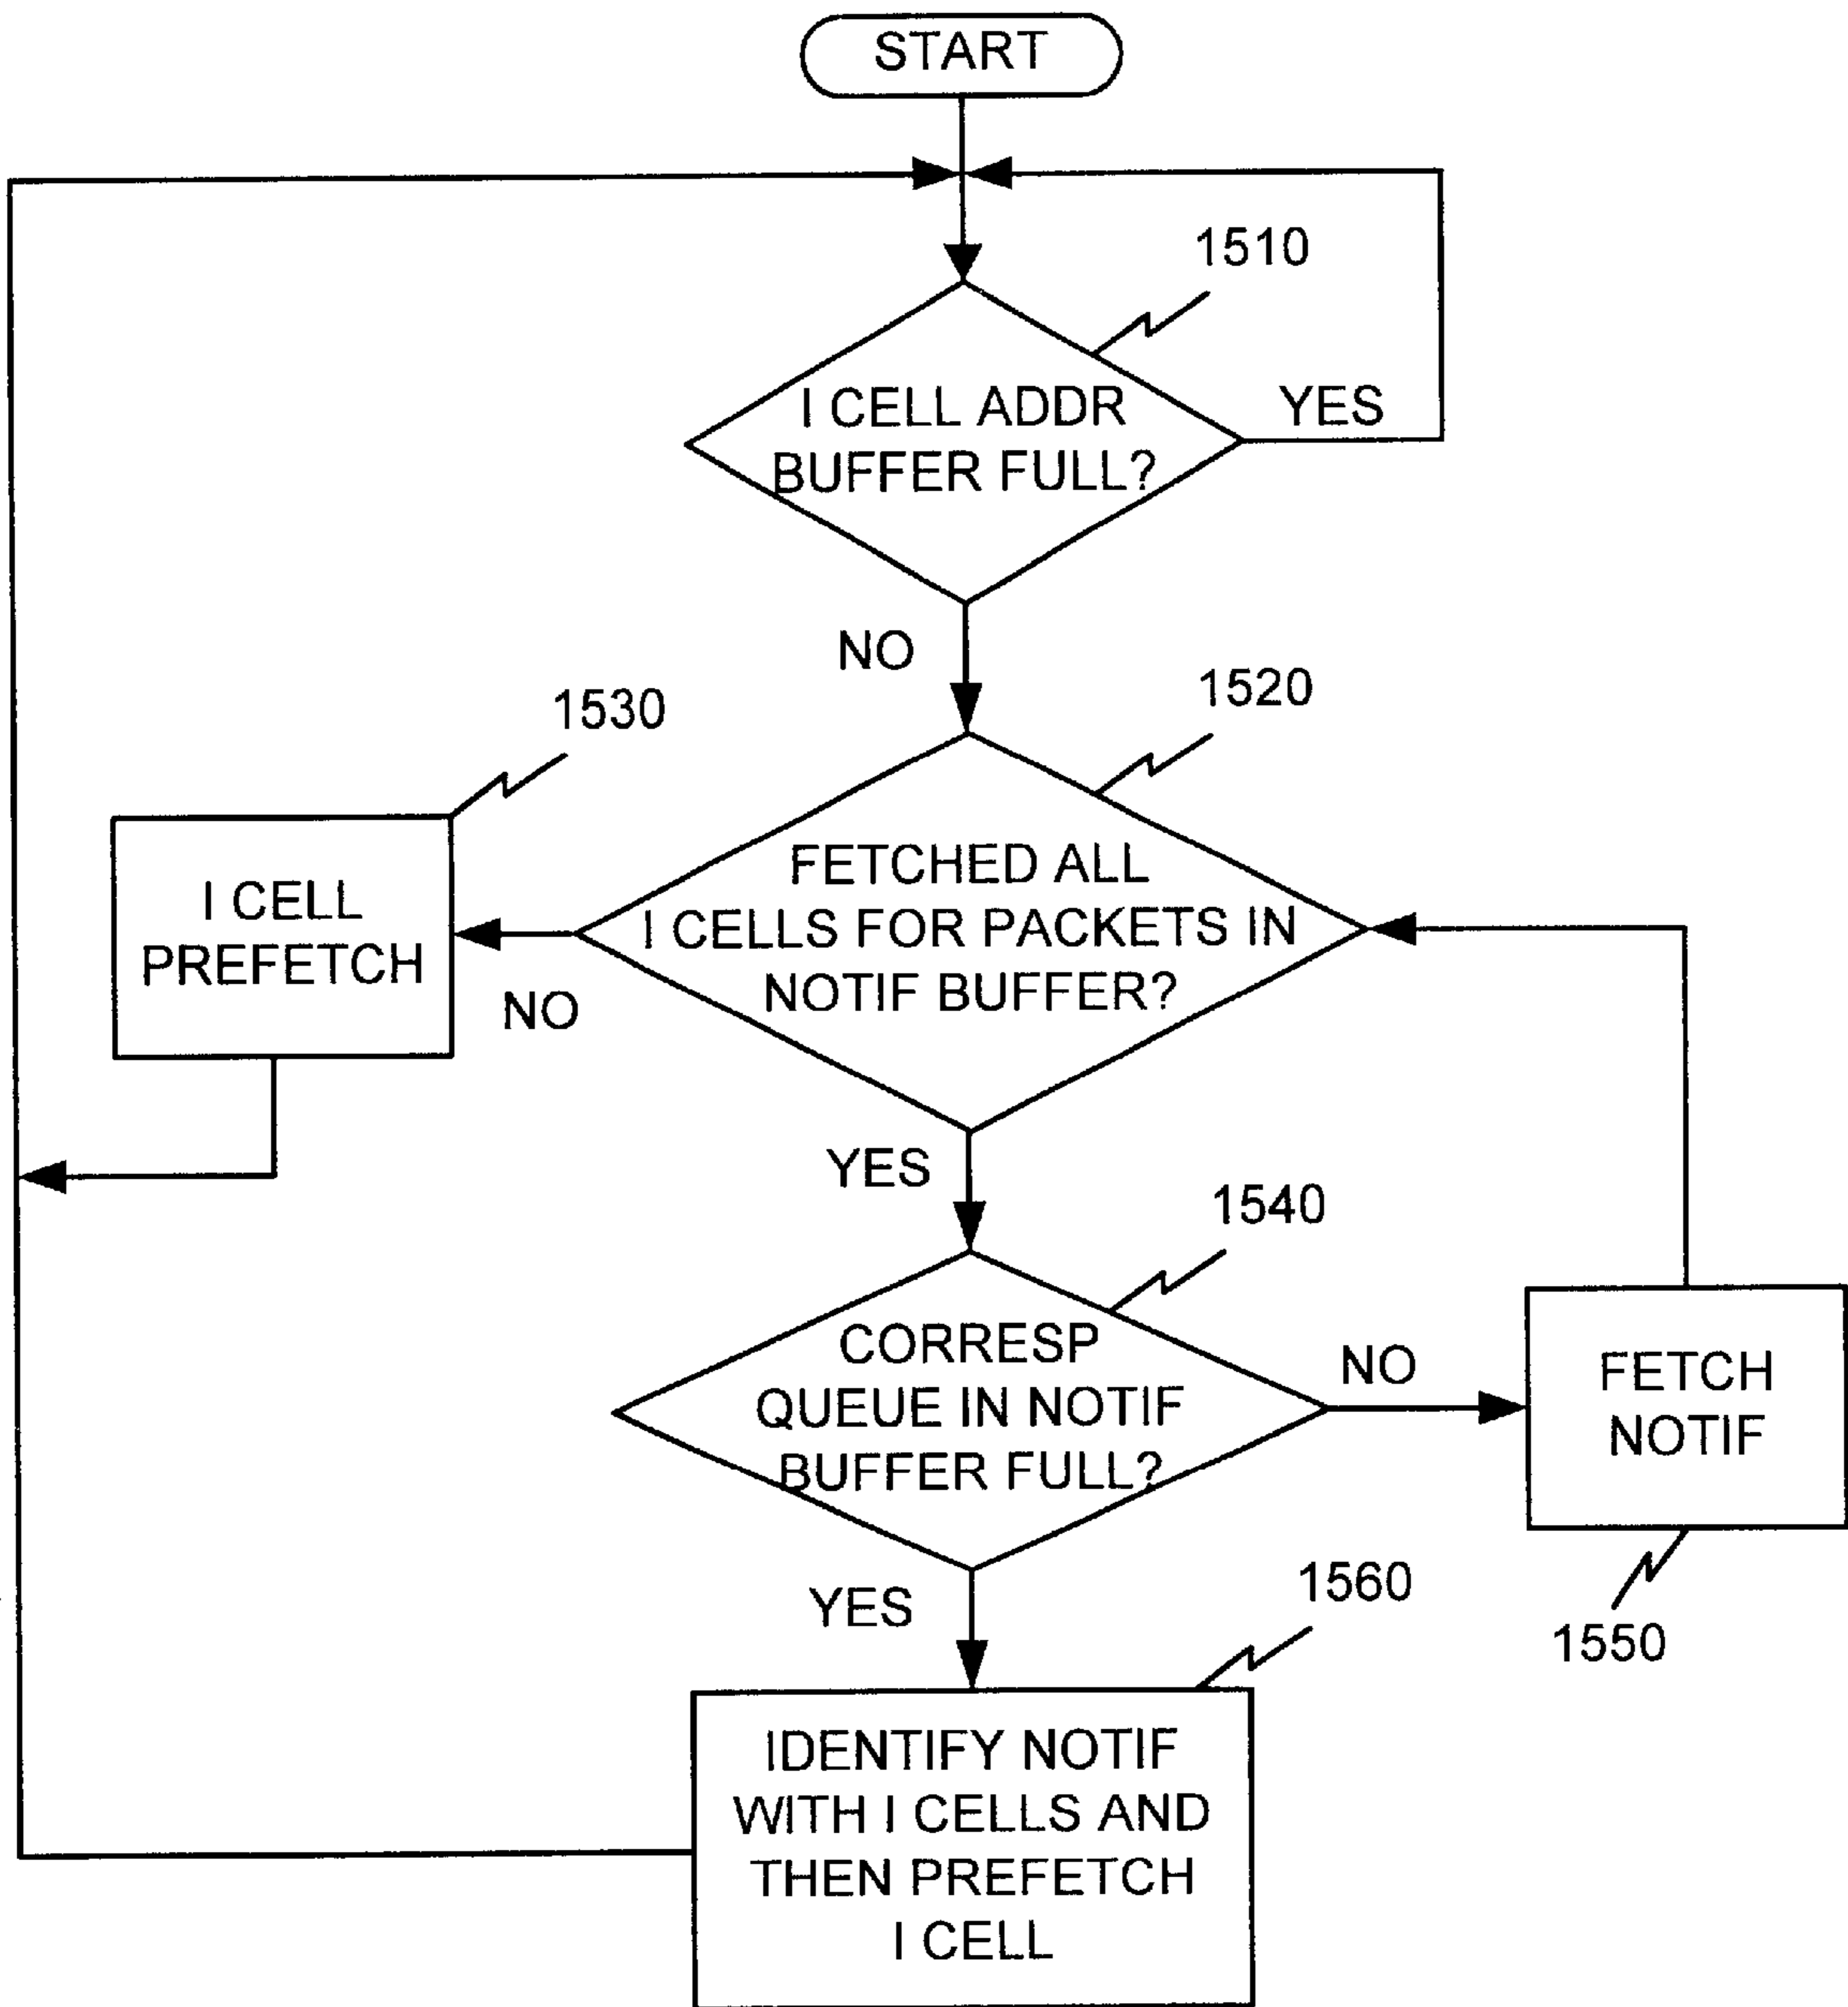 START
1510
I CELL ADDR
BUFFER FULL?
YES
NO
1520
1530
FETCHED ALL
I CELLS FOR PACKETS IN
NOTIF BUFFER?
I CELL
PREFETCH
NO
YES
1540
CORRESP
QUEUE IN NOTIF
BUFFER FULL?
NO
FETCH
NOTIF
YES
1560
1550
IDENTIFY NOTIF
WITH I CELLS AND
THEN PREFETCH
I CELL